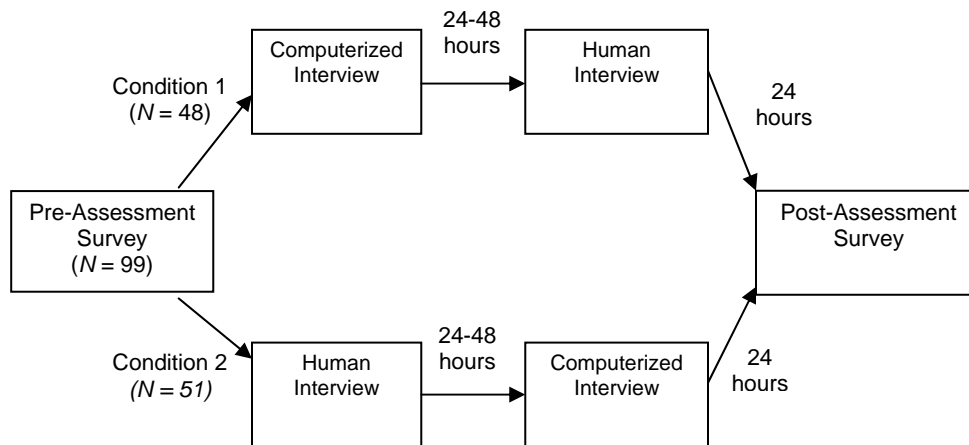 24-48
hours
Computerized
Interview
Human
Interview
Condition 1
(N = 48)
24
hours
Pre-Assessment
Survey
(N = 99)
Post-Assessment
Survey
Condition 2
(N = 51)
Human
Interview
24-48
hours
Computerized
Interview
24
hours